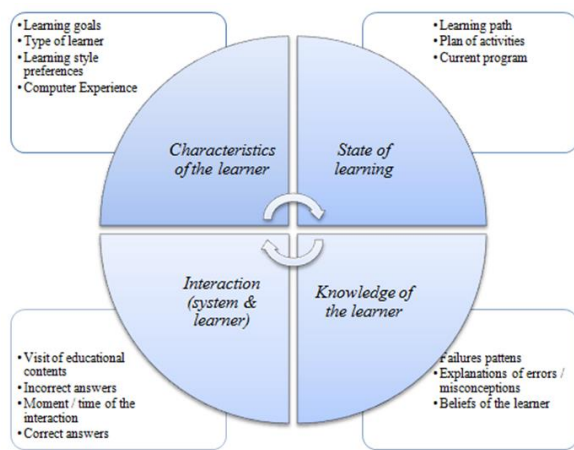 • Learning goals
• Type of learner
• Learning style
preferences
• Computer Experience
• Learning path
• Plan of activities
• Current program
Characteristics
of the learner
State of
learning
Interaction
(system &
learner)
Knowledge of
the learner
• Visit of educational
contents
• Incorrect answers
• Moment / time of the
interaction
• Correct answers
Failures pattens
• Explanations of errors /
misconceptions
• Beliefs of the learner